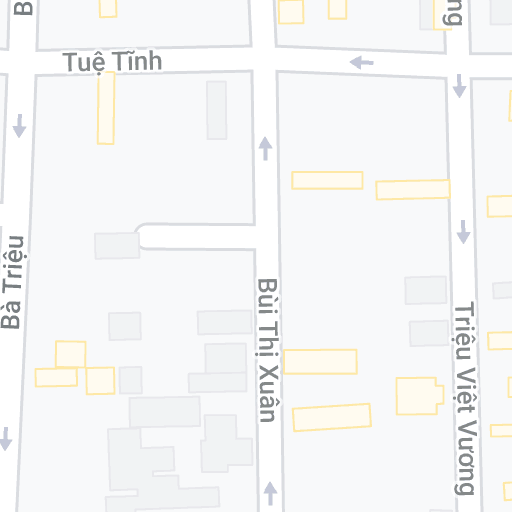 Tuệ Tĩnh
Bà Triệu
Bùi Thị Xuân
Triệu Việt Vương